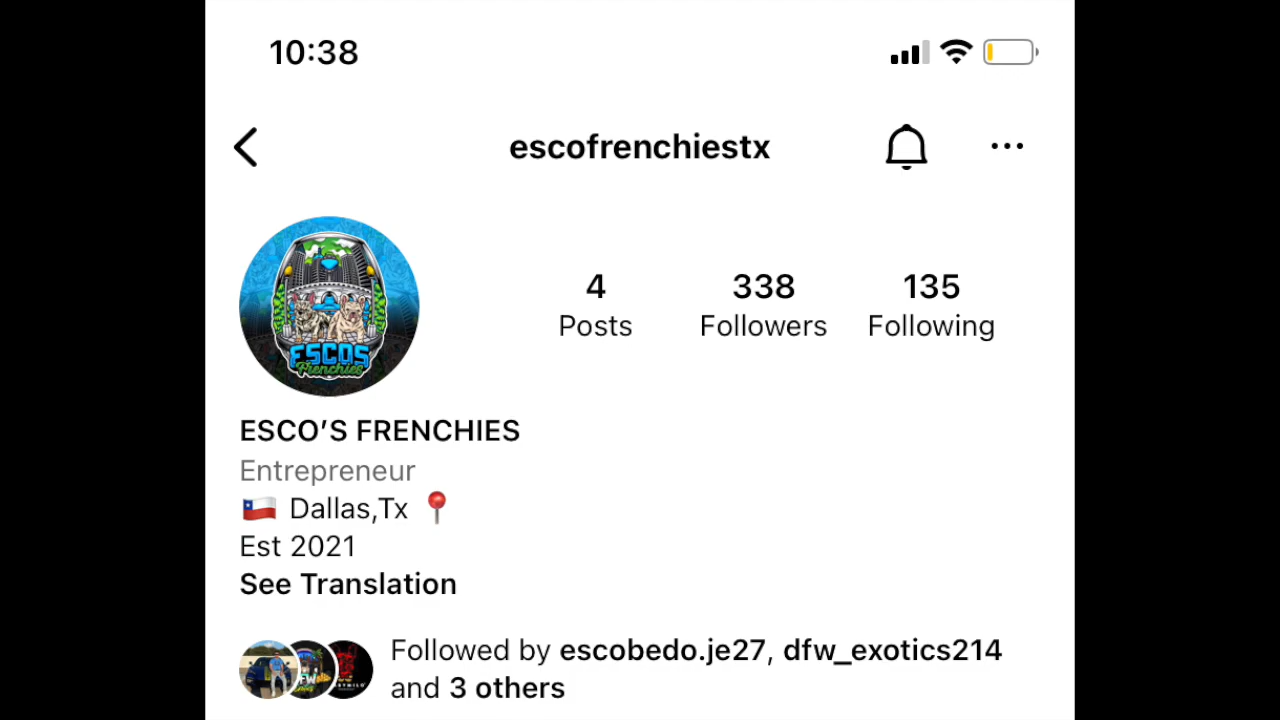 10:38
escofrenchiestx
4 338 135
Posts Followers Following
ESCOS
Frenchies
ESCO’S FRENCHIES
Entrepreneur
🇨🇱 Dallas,Tx 📍
Est 2021
See Translation
Followed by escobedo.je27, dfw_exotics214
and 3 others